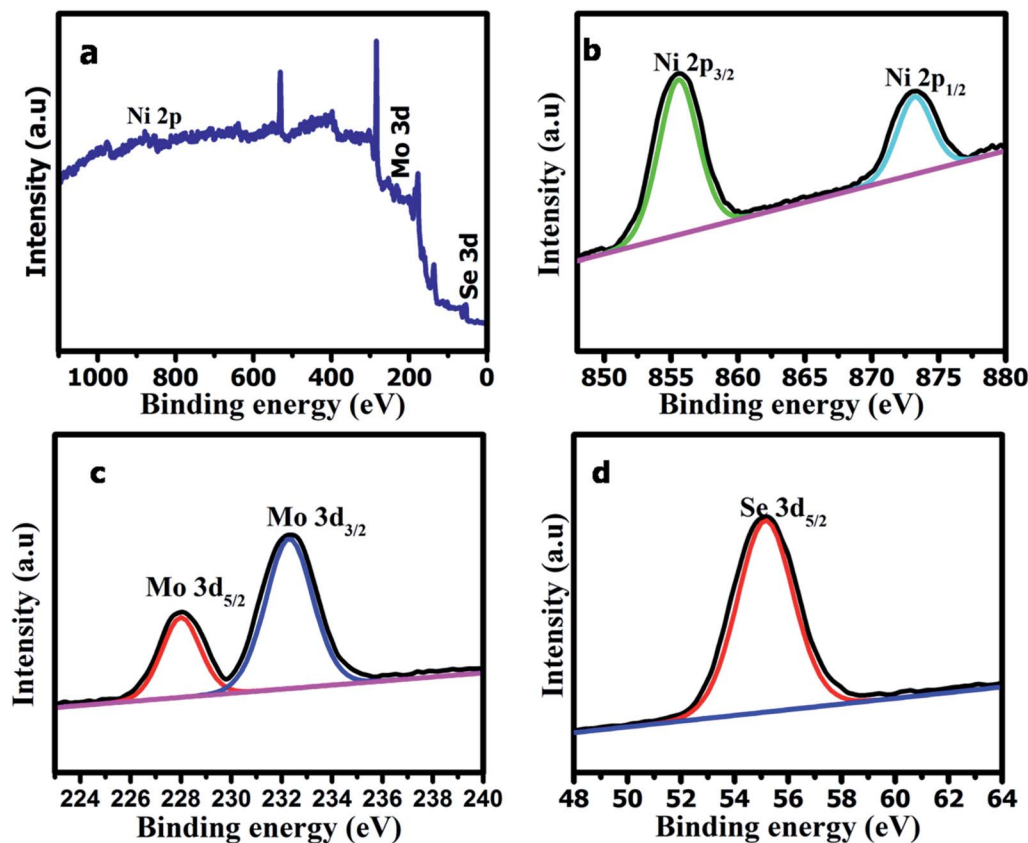 a
Ni 2p
Mo 3d
Se 3d
Intensity (a.u)
1000 800 600 400 200 0
Binding energy (eV)
b
Ni 2p3/2
Ni 2p1/2
Intensity (a.u)
850 855 860 865 870 875 880
Binding energy (eV)
c
Mo 3d5/2
Mo 3d3/2
Intensity (a.u)
224 226 228 230 232 234 236 238 240
Binding energy (eV)
d
Se 3d5/2
Intensity (a.u)
48 50 52 54 56 58 60 62 64
Binding energy (eV)